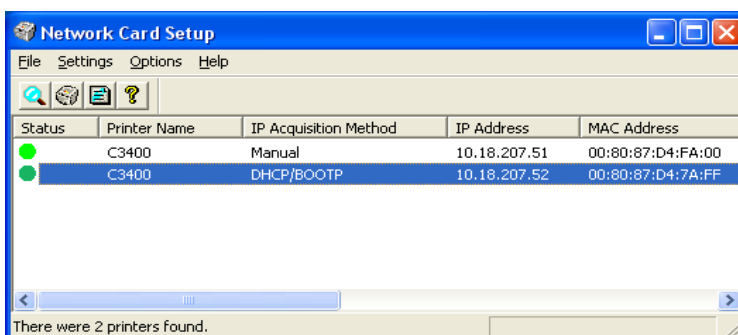 Network Card Setup
File Settings Options Help
Status Printer Name IP Acquisition Method IP Address MAC Address
C3400 Manual 10.18.207.51 00:80:87:D4:FA:00
C3400 DHCP/BOOTP 10.18.207.52 00:80:87:D4:7A:FF
There were 2 printers found.